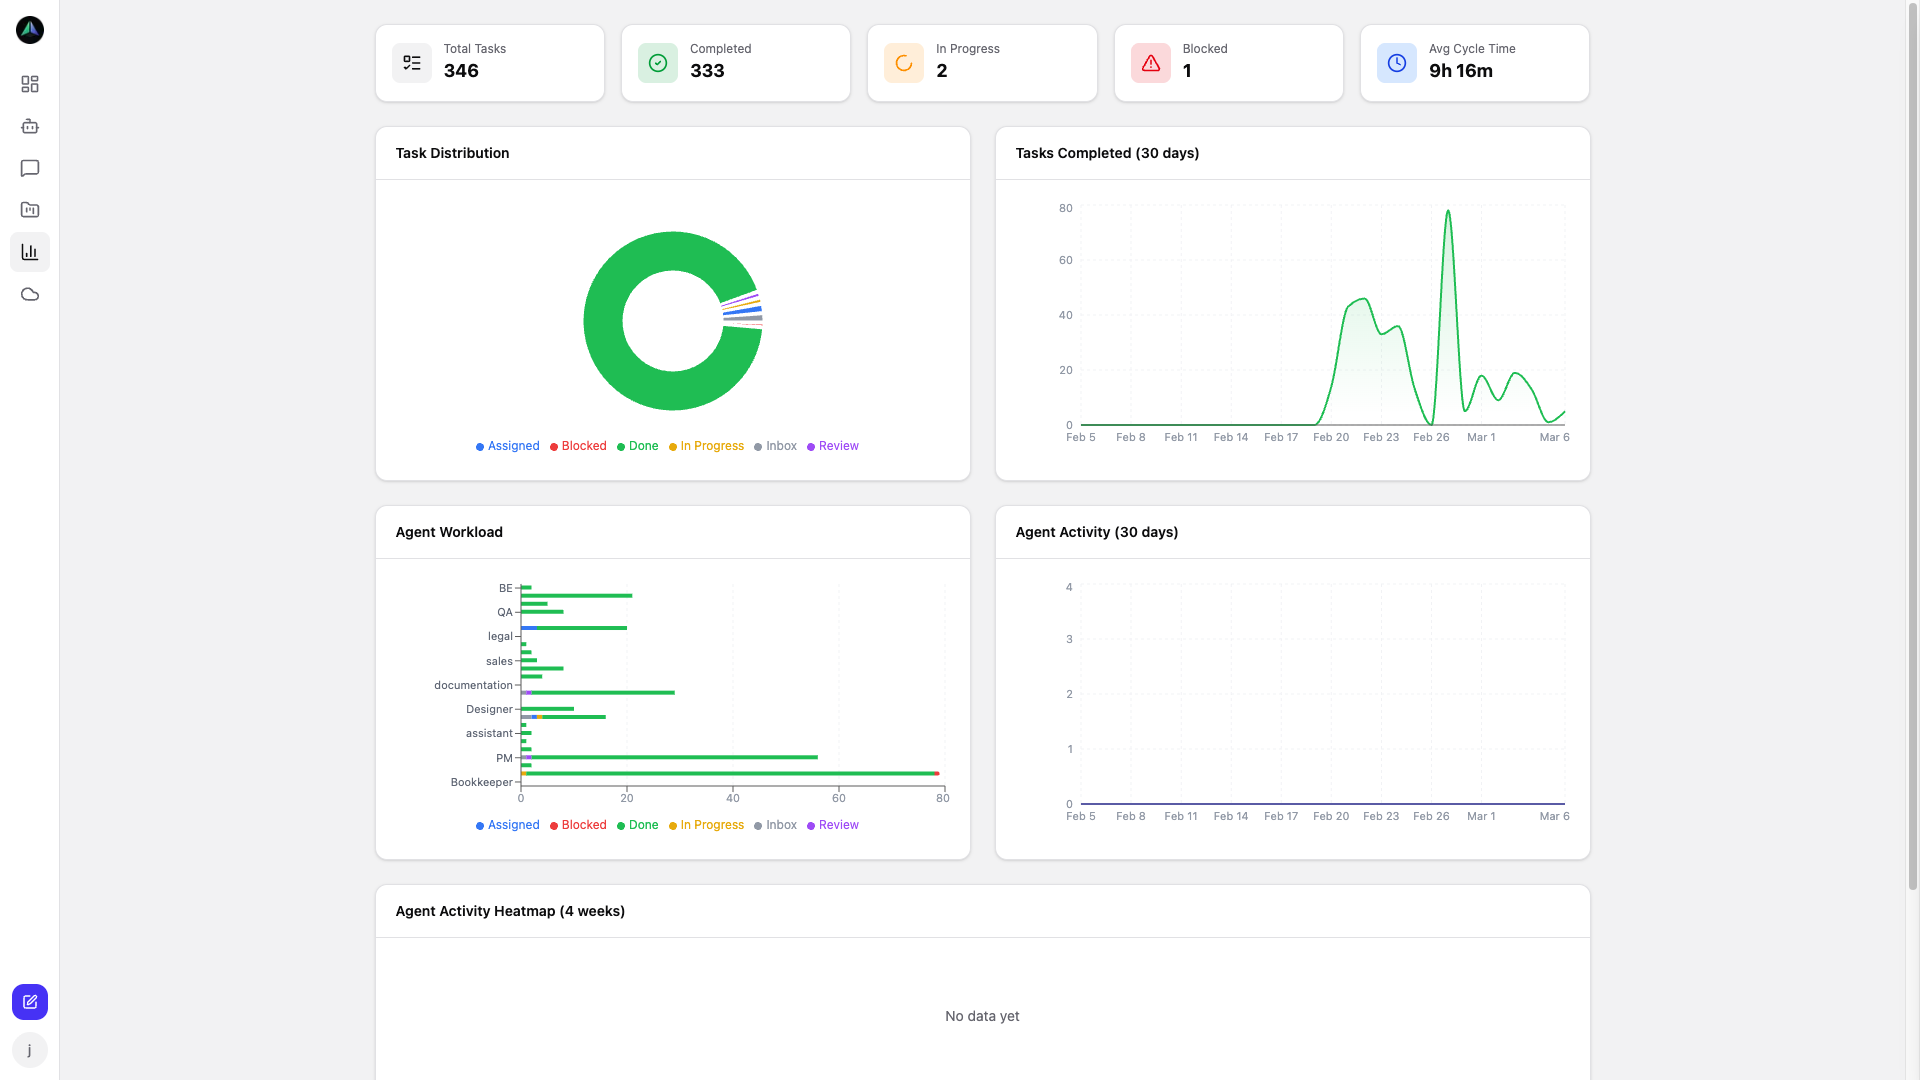 Total Tasks
346
Completed
333
In Progress
2
Blocked
1
Avg Cycle Time
9h 16m
Task Distribution
Assigned Blocked Done In Progress Inbox Review
Tasks Completed (30 days)
80
60
40
20
0
Feb 5 Feb 8 Feb 11 Feb 14 Feb 17 Feb 20 Feb 23 Feb 26 Mar 1 Mar 6
Agent Workload
BE
QA
legal
sales
documentation
Designer
assistant
PM
Bookkeeper
0 20 40 60 80
Assigned Blocked Done In Progress Inbox Review
Agent Activity (30 days)
4
3
2
1
0
Feb 5 Feb 8 Feb 11 Feb 14 Feb 17 Feb 20 Feb 23 Feb 26 Mar 1 Mar 6
Agent Activity Heatmap (4 weeks)
No data yet
j